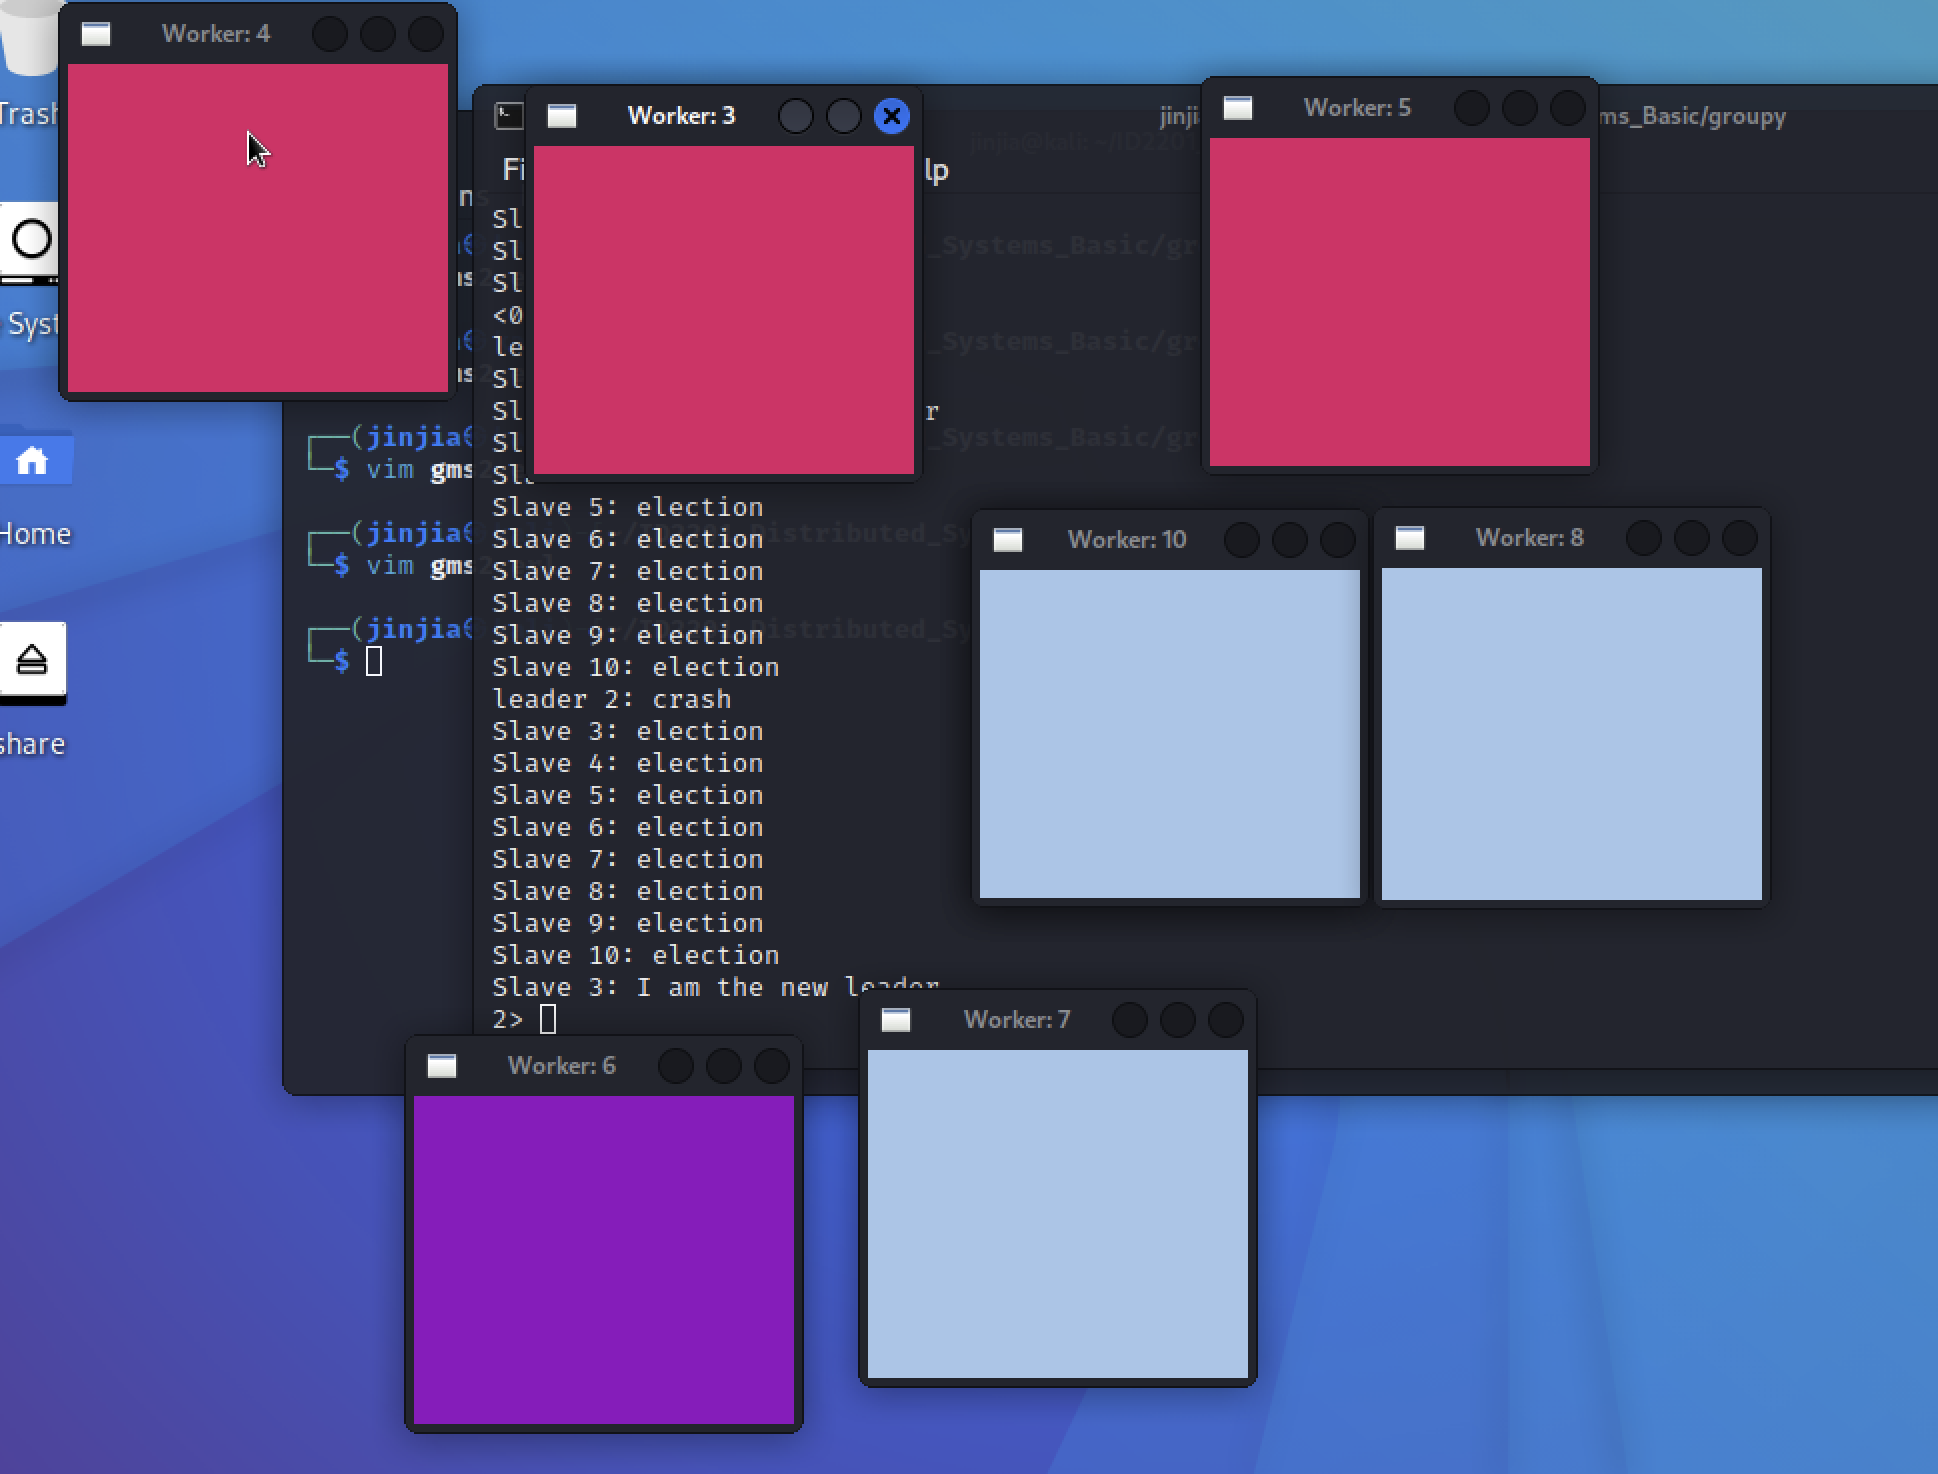 Worker: 4
Trash
Syst
Home
share
Worker: 3
jinji
ms_Basic/groupy
jinjia@kali: ~/ID2201
Worker: 5
Fi
lp
Sl
Sl
_Systems_Basic/gr
Sl
<0
le
_Systems_Basic/gr
Sl
Sl
r
(jinjia
Sl
_Systems_Basic/gr
$ vim gms
Sl
Slave 5: election
(jinjia
Slave 6: election
istributed_Sy
$ vim gms
Slave 7: election
Slave 8: election
(jinjia
Slave 9: election
istributed_Sy
$
Slave 10: election
leader 2: crash
Slave 3: election
Slave 4: election
Slave 5: election
Slave 6: election
Slave 7: election
Slave 8: election
Slave 9: election
Slave 10: election
Slave 3: I am the new leader
2>
Worker: 10
Worker: 8
Worker: 6
Worker: 7